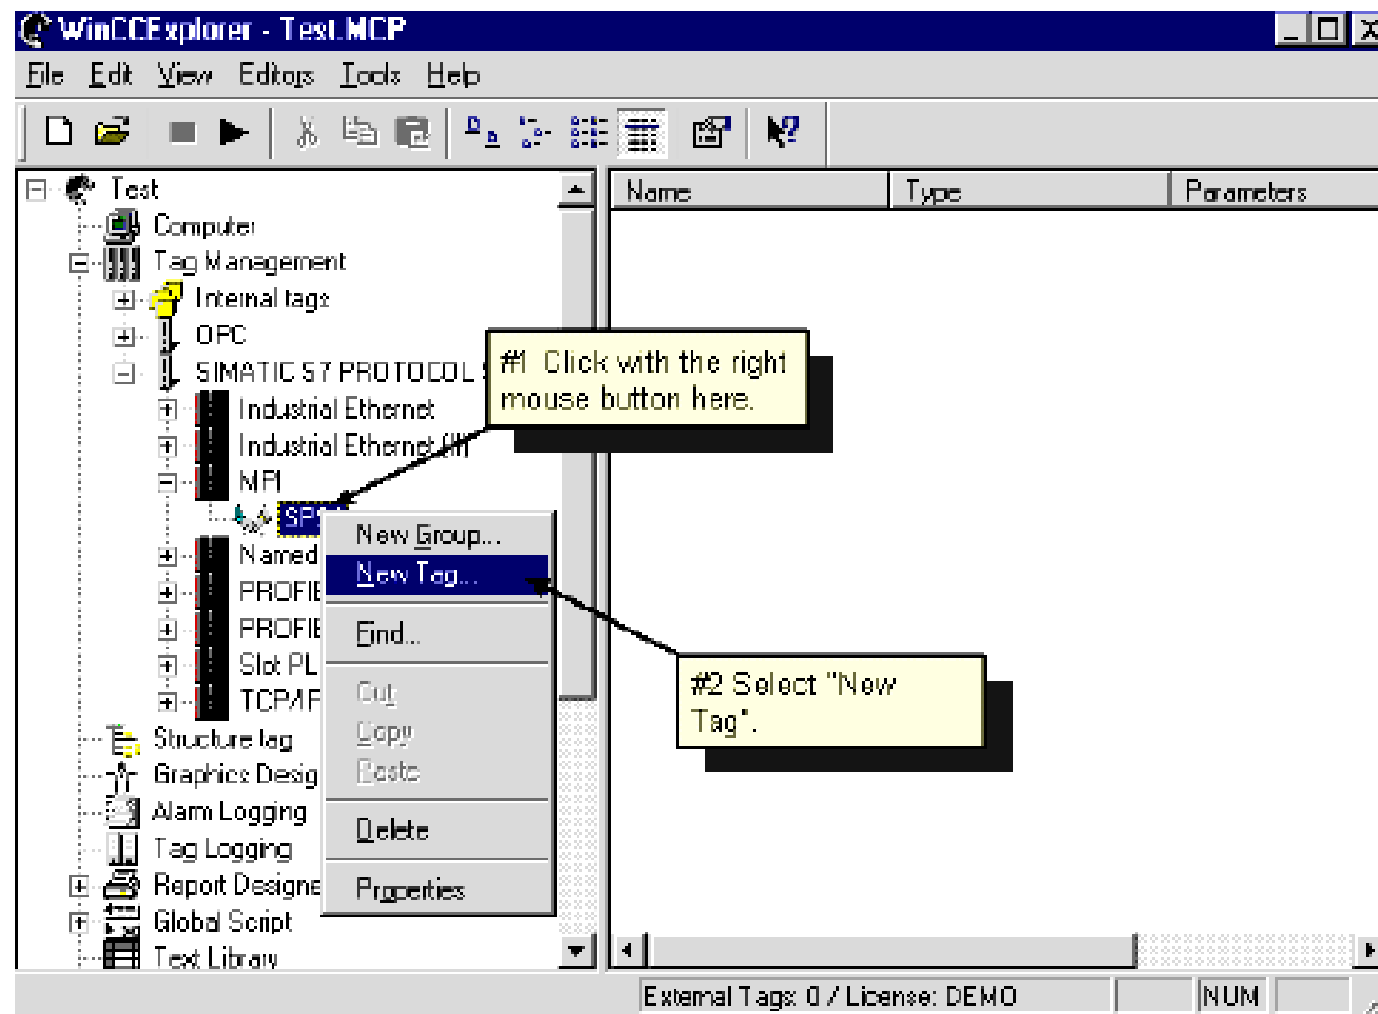 WinCCExplorer - Test.MCP
File Edit View Editors Tools Help
Name Type Parameters
Test
Computer
Tag Management
Internal tags
OPC
SIMATIC S7 PROTOCOL
#1 Click with the right
mouse button here.
Industrial Ethernet
Industrial Ethernet (II)
MPI
New Group...
Named
New Tag...
Find...
Slot PL
#2 Select "New
Tag".
Cut
TCP/IP
Structure tag
Copy
Graphics Desig
Paste
Alarm Logging
Delete
Tag Logging
Report Designe
Properties
Global Script
Text Library
External Tags: 0 / License: DEMO NUM